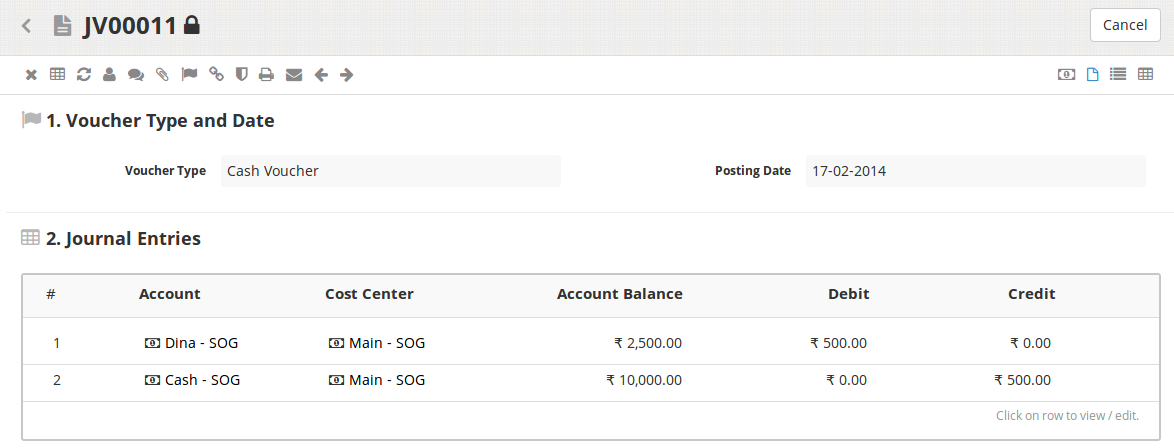 JV00011
Cancel
1. Voucher Type and Date
Voucher Type Cash Voucher Posting Date 17-02-2014
2. Journal Entries
# Account Cost Center Account Balance Debit Credit
1 Dina - SOG Main - SOG ₹ 2,500.00 ₹ 500.00 ₹ 0.00
2 Cash - SOG Main - SOG ₹ 10,000.00 ₹ 0.00 ₹ 500.00
Click on row to view / edit.